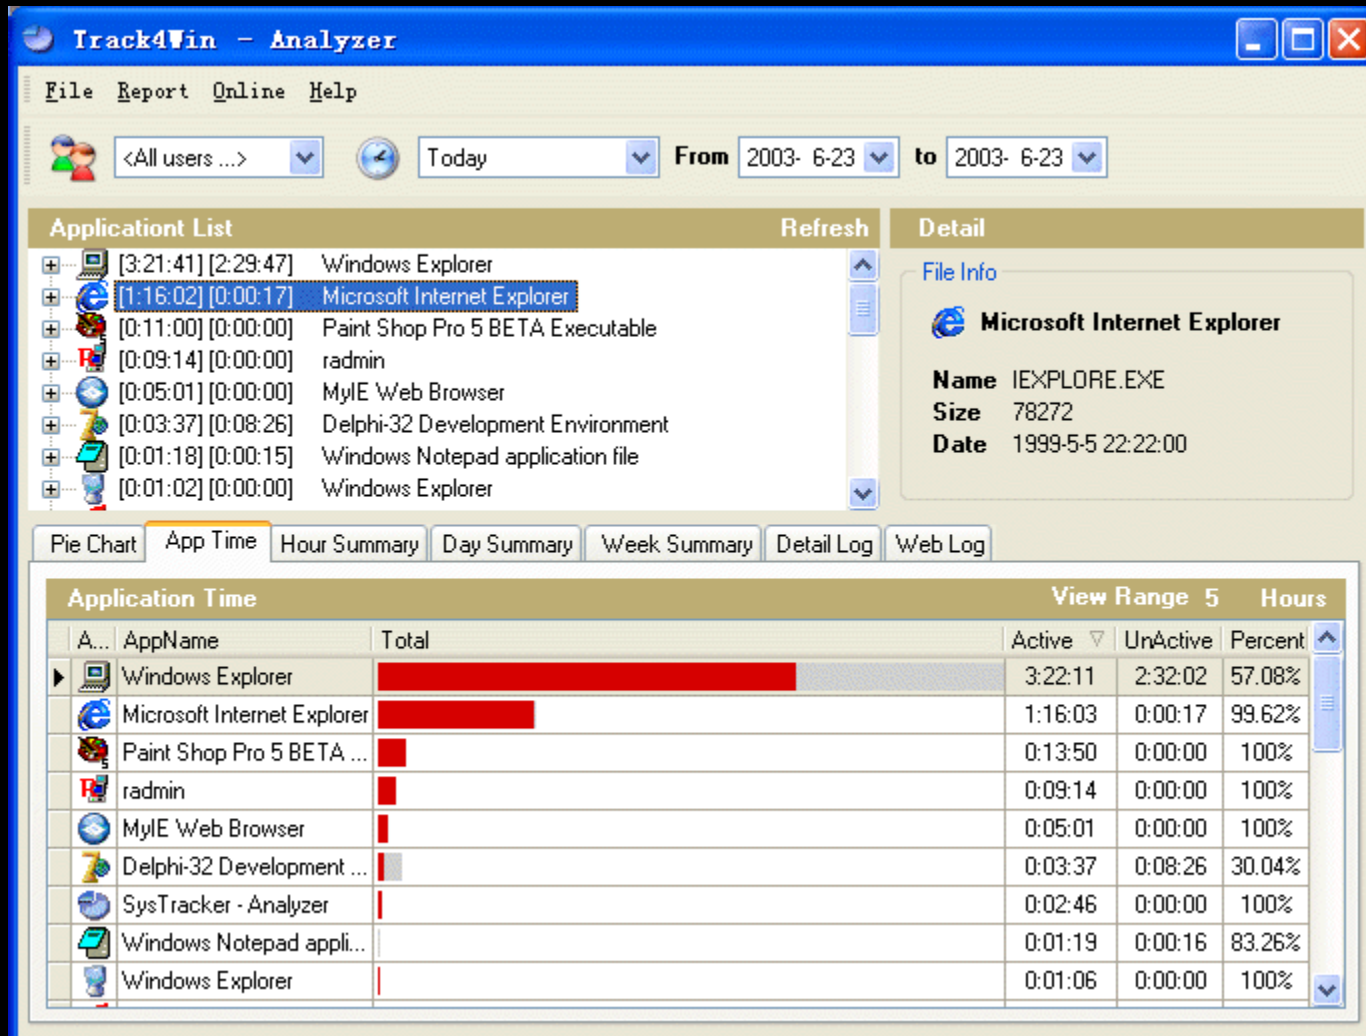 Track4Win - Analyzer
File Report Online Help
<All users ...> Today From 2003- 6-23 to 2003- 6-23
Applicationt List Refresh
[3:21:41] [2:29:47] Windows Explorer
[1:16:02] [0:00:17] Microsoft Internet Explorer
[0:11:00] [0:00:00] Paint Shop Pro 5 BETA Executable
[0:09:14] [0:00:00] radmin
[0:05:01] [0:00:00] MyIE Web Browser
[0:03:37] [0:08:26] Delphi-32 Development Environment
[0:01:18] [0:00:15] Windows Notepad application file
[0:01:02] [0:00:00] Windows Explorer
Detail
File Info
Microsoft Internet Explorer
Name IEXPLORE.EXE
Size 78272
Date 1999-5-5 22:22:00
Pie Chart App Time Hour Summary Day Summary Week Summary Detail Log Web Log
Application Time View Range 5 Hours
A... AppName Total Active UnActive Percent
Windows Explorer 3:22:11 2:32:02 57.08%
Microsoft Internet Explorer 1:16:03 0:00:17 99.62%
Paint Shop Pro 5 BETA ... 0:13:50 0:00:00 100%
radmin 0:09:14 0:00:00 100%
MyIE Web Browser 0:05:01 0:00:00 100%
Delphi-32 Development ... 0:03:37 0:08:26 30.04%
SysTracker - Analyzer 0:02:46 0:00:00 100%
Windows Notepad appli... 0:01:19 0:00:16 83.26%
Windows Explorer 0:01:06 0:00:00 100%